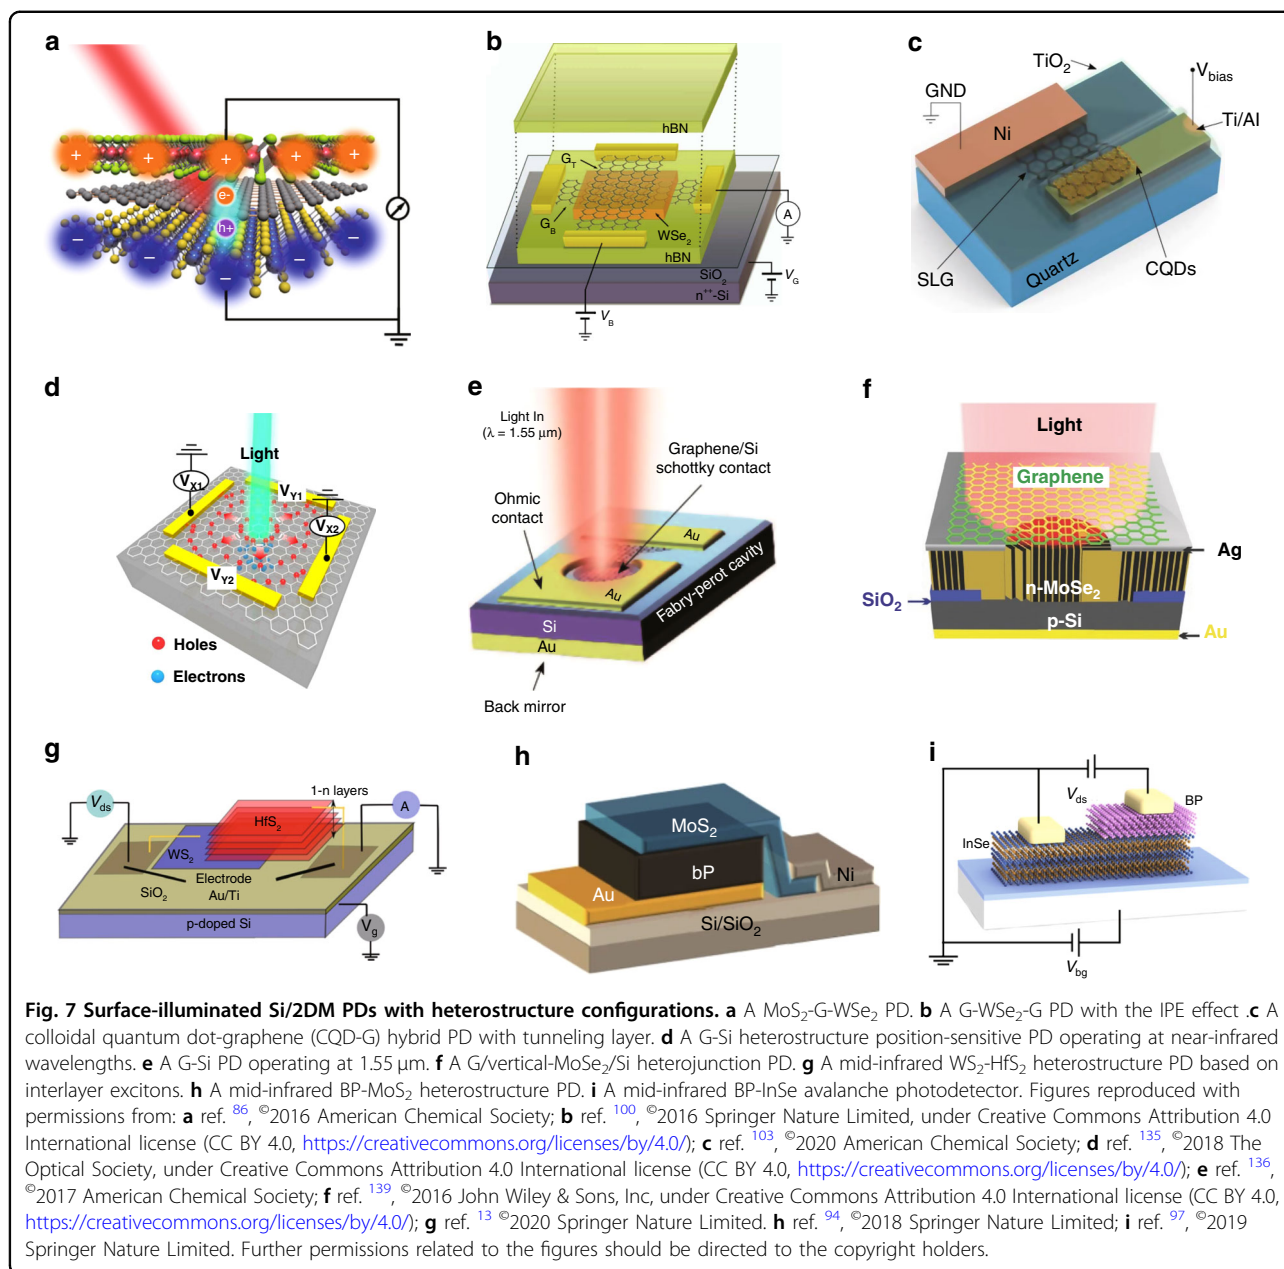 a
+ + + + +
e-
h+
− − − − −
b
hBN
hBN
G_T
G_B
WSe₂
A
SiO₂
n⁺⁺-Si
V_G
V_B
c
TiO₂
V_bias
GND
Ni
Ti/Al
SLG
Quartz
CQDs
d
Light
V_X1
V_Y1
V_X2
V_Y2
Holes
Electrons
e
Light In
(λ = 1.55 μm)
Graphene/Si
schottky contact
Ohmic
contact
Au
Au
Fabry-perot cavity
Si
Au
Back mirror
f
Light
Graphene
Ag
n-MoSe₂
SiO₂
p-Si
Au
g
1-n layers
V_ds
HfS₂
A
WS₂
Electrode
Au/Ti
SiO₂
p-doped Si
V_g
h
MoS₂
bP
Au
Ni
Si/SiO₂
i
V_ds
BP
InSe
V_bg
Fig. 7 Surface-illuminated Si/2DM PDs with heterostructure configurations. a A MoS₂-G-WSe₂ PD. b A G-WSe₂-G PD with the IPE effect .c A
colloidal quantum dot-graphene (CQD-G) hybrid PD with tunneling layer. d A G-Si heterostructure position-sensitive PD operating at near-infrared
wavelengths. e A G-Si PD operating at 1.55 μm. f A G/vertical-MoSe₂/Si heterojunction PD. g A mid-infrared WS₂-HfS₂ heterostructure PD based on
interlayer excitons. h A mid-infrared BP-MoS₂ heterostructure PD. i A mid-infrared BP-InSe avalanche photodetector. Figures reproduced with
permissions from: a ref. ⁸⁶, ©2016 American Chemical Society; b ref. ¹⁰⁰, ©2016 Springer Nature Limited, under Creative Commons Attribution 4.0
International license (CC BY 4.0, https://creativecommons.org/licenses/by/4.0/); c ref. ¹⁰³, ©2020 American Chemical Society; d ref. ¹³⁵, ©2018 The
Optical Society, under Creative Commons Attribution 4.0 International license (CC BY 4.0, https://creativecommons.org/licenses/by/4.0/); e ref. ¹³⁶,
©2017 American Chemical Society; f ref. ¹³⁹, ©2016 John Wiley & Sons, Inc, under Creative Commons Attribution 4.0 International license (CC BY 4.0,
https://creativecommons.org/licenses/by/4.0/); g ref. ¹³ ©2020 Springer Nature Limited. h ref. ⁹⁴, ©2018 Springer Nature Limited; i ref. ⁹⁷, ©2019
Springer Nature Limited. Further permissions related to the figures should be directed to the copyright holders.